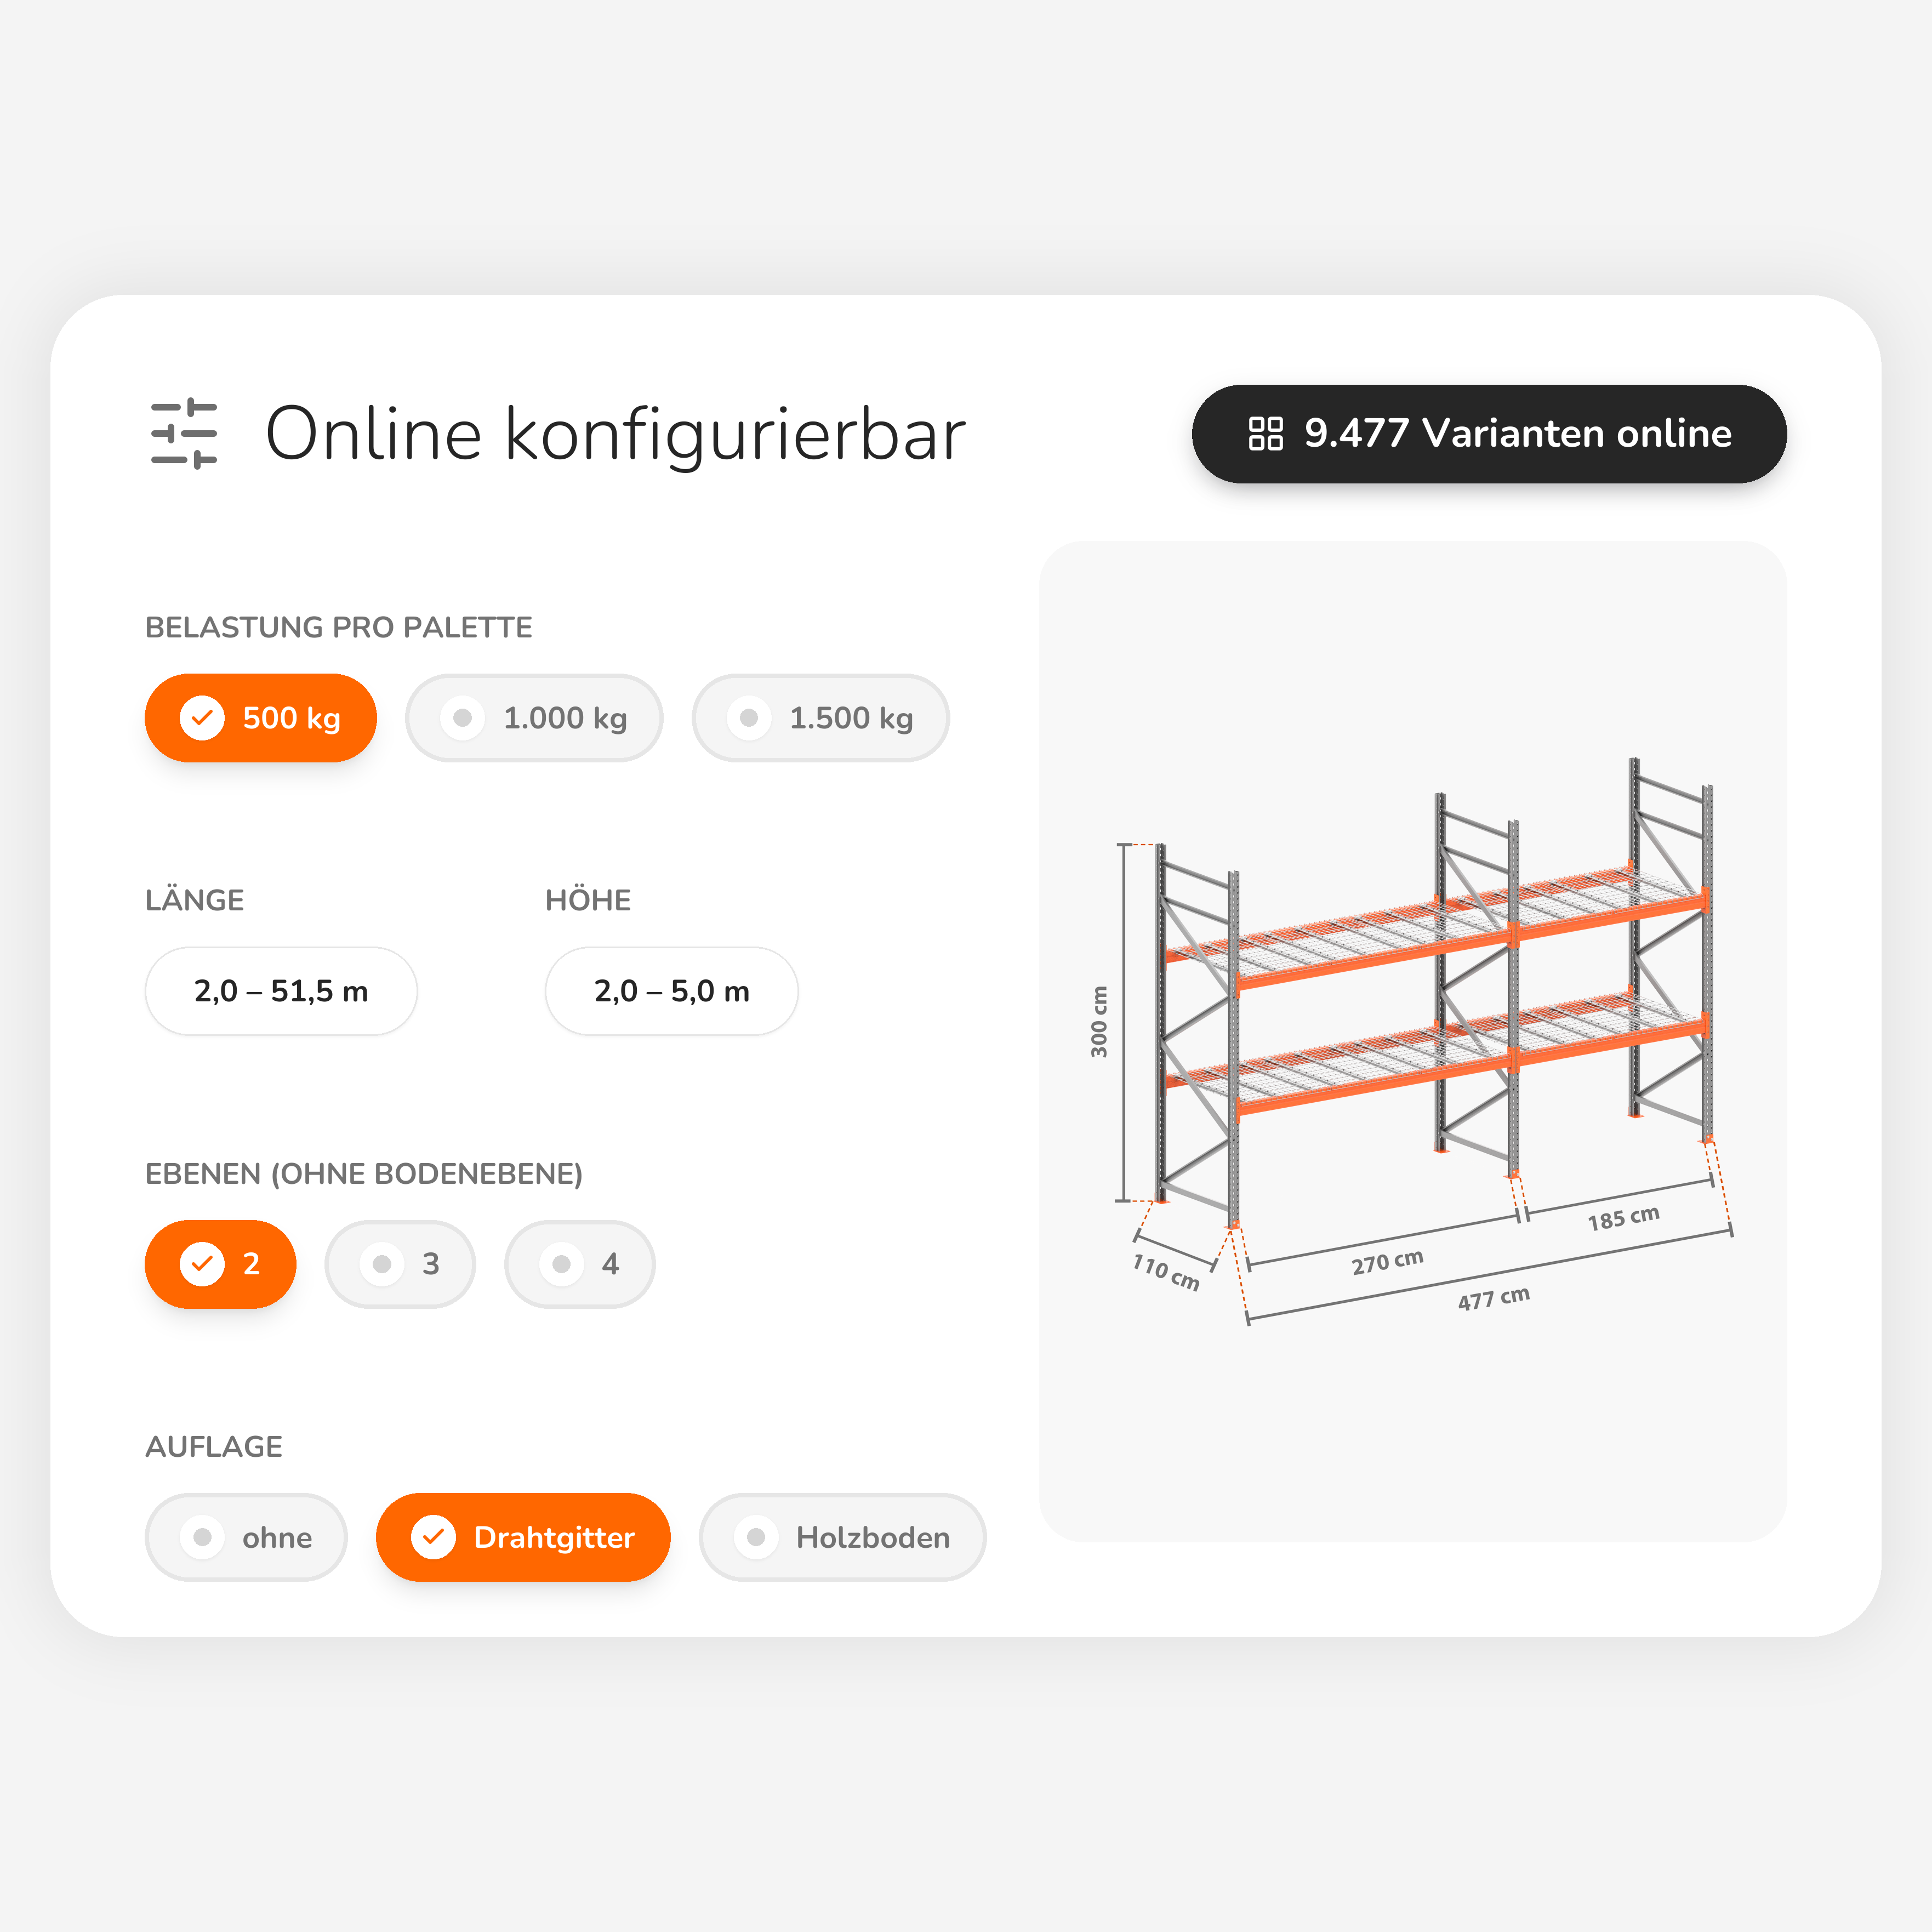 Online konfigurierbar
9.477 Varianten online
BELASTUNG PRO PALETTE
500 kg
1.000 kg
1.500 kg
LÄNGE
HÖHE
2,0 – 51,5 m
2,0 – 5,0 m
EBENEN (OHNE BODENEBENE)
2
3
4
AUFLAGE
ohne
Drahtgitter
Holzboden
300 cm
110 cm
270 cm
185 cm
477 cm